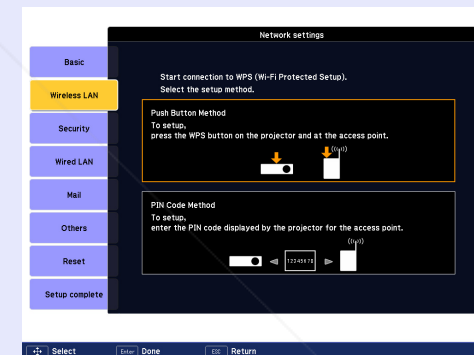 Network settings
Basic
Wireless LAN
Security
Wired LAN
Mail
Others
Reset
Setup complete
Start connection to WPS (Wi-Fi Protected Setup).
Select the setup method.
Push Button Method
To setup,
press the WPS button on the projector and at the access point.
PIN Code Method
To setup,
enter the PIN code displayed by the projector for the access point.
12345678
Select Enter Done ESC Return